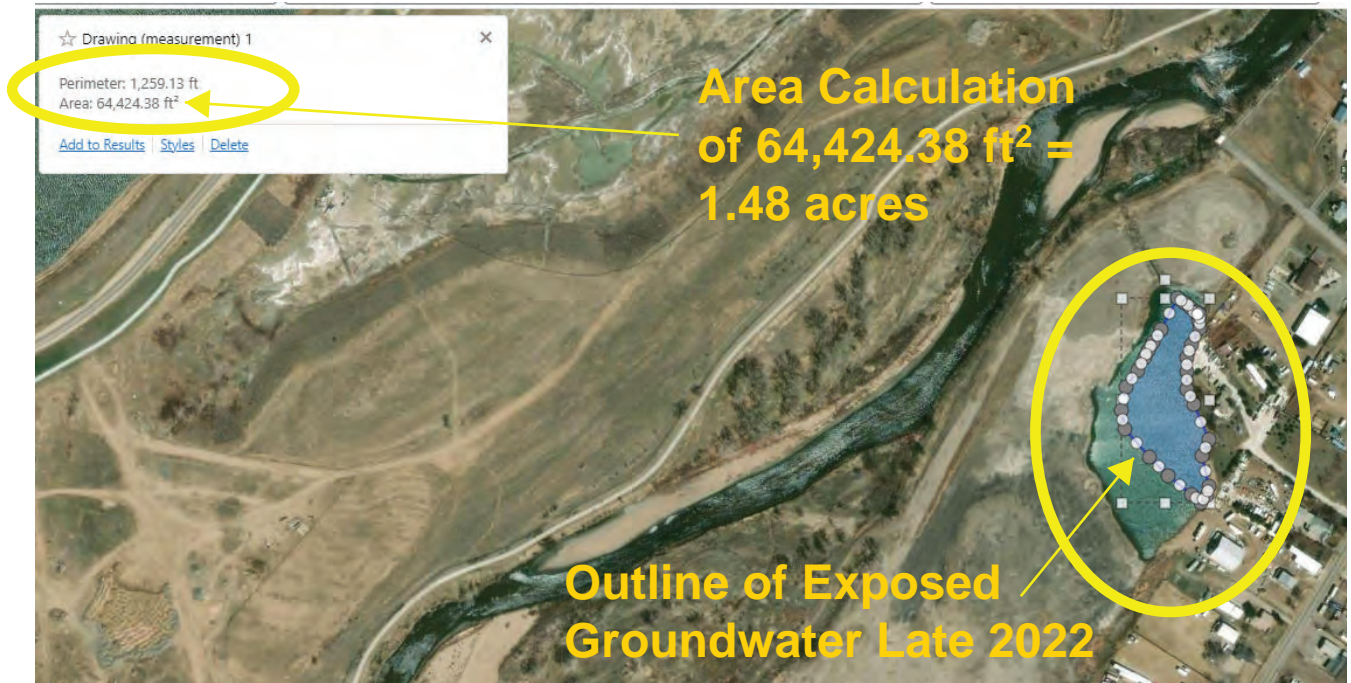 ☆ Drawing (measurement) 1 ×
Perimeter: 1,259.13 ft
Area: 64,424.38 ft²
Add to Results | Styles | Delete
Area Calculation
of 64,424.38 ft² =
1.48 acres
Outline of Exposed
Groundwater Late 2022